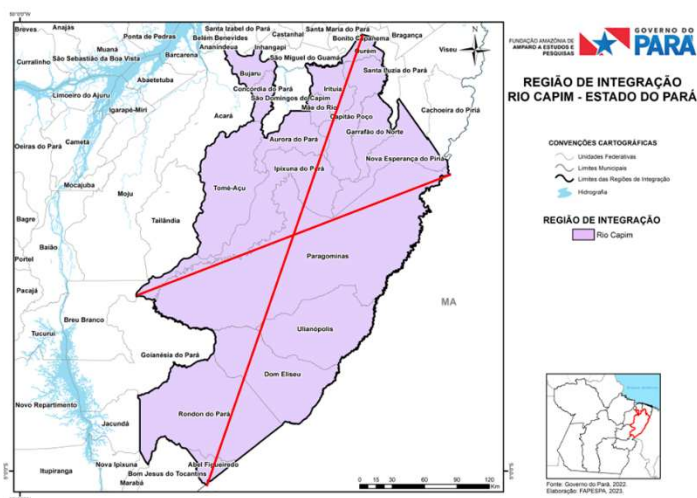 50°0'0"W
Breves
Anajás
Ponta de Pedras
Santa Izabel do Pará
Belém Benevides
Ananindeua
Castanhal
Inhangapi
Santa Maria do Pará
Bonito
Capanema
Bragança
Ourém
Viseu
N
Muaná
Barcarena
São Sebastião da Boa Vista
Curralinho
São Miguel do Guamá
Santa Luzia do Pará
Abaetetuba
Bujaru
Limoeiro do Ajuru
Concórdia do Pará
Irituia
São Domingos do Capim
Igarapé-Miri
Mãe do Rio
Capitão Poço
Cachoeira do Piriá
Acará
Garrafão do Norte
Oeiras do Pará
Cametá
Aurora do Pará
Nova Esperança do Piriá
Ipixuna do Pará
Mocajuba
Moju
Tomé-Açu
Bagre
Tailândia
Baião
Portel
Paragominas
Pacajá
MA
Breu Branco
Tucuruí
Ulianópolis
Goianésia do Pará
Dom Eliseu
Novo Repartimento
Rondon do Pará
Jacundá
Itupiranga
Nova Ipixuna
Abel Figueiredo
Bom Jesus do Tocantins
Marabá
0 15 30 60 90 120
Km
FUNDAÇÃO AMAZÔNIA DE
AMPARO A ESTUDOS E
PESQUISAS
GOVERNO DO
PARÁ
REGIÃO DE INTEGRAÇÃO
RIO CAPIM - ESTADO DO PARÁ
CONVENÇÕES CARTOGRÁFICAS
Unidades Federativas
Limites Municipais
Limites das Regiões de Integração
Hidrografia
REGIÃO DE INTEGRAÇÃO
Rio Capim
Fonte: Governo do Pará, 2022.
Elaboração: FAPESPA, 2023.